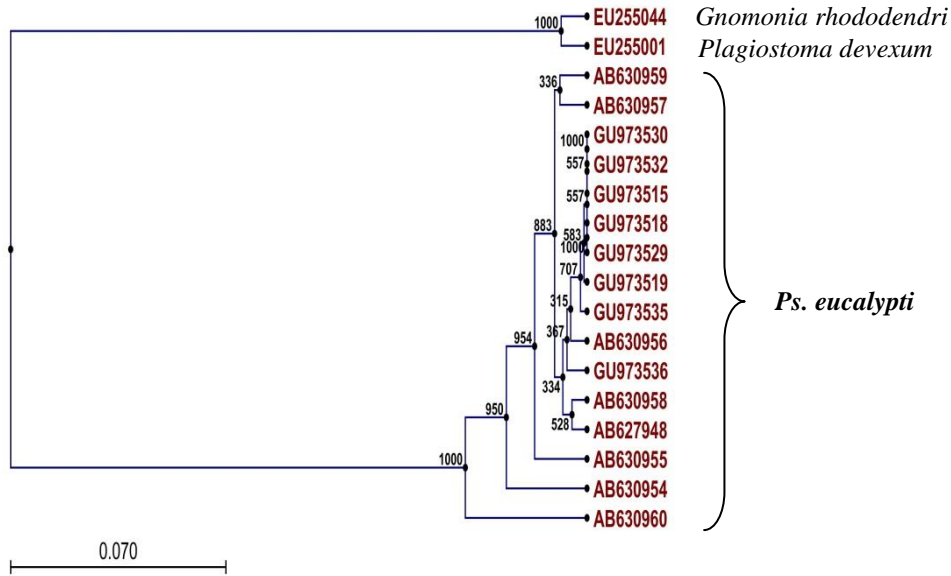 EU255044 Gnomonia rhododendri
1000
EU255001 Plagiostoma devexum
AB630959
336
AB630957
GU973530
1000
557
GU973532
557
GU973515
GU973518
883
583
1000
GU973529
707
GU973519
315
GU973535
Ps. eucalypti
367
954
AB630956
GU973536
334
AB630958
950
528
AB627948
1000
AB630955
AB630954
AB630960
0.070